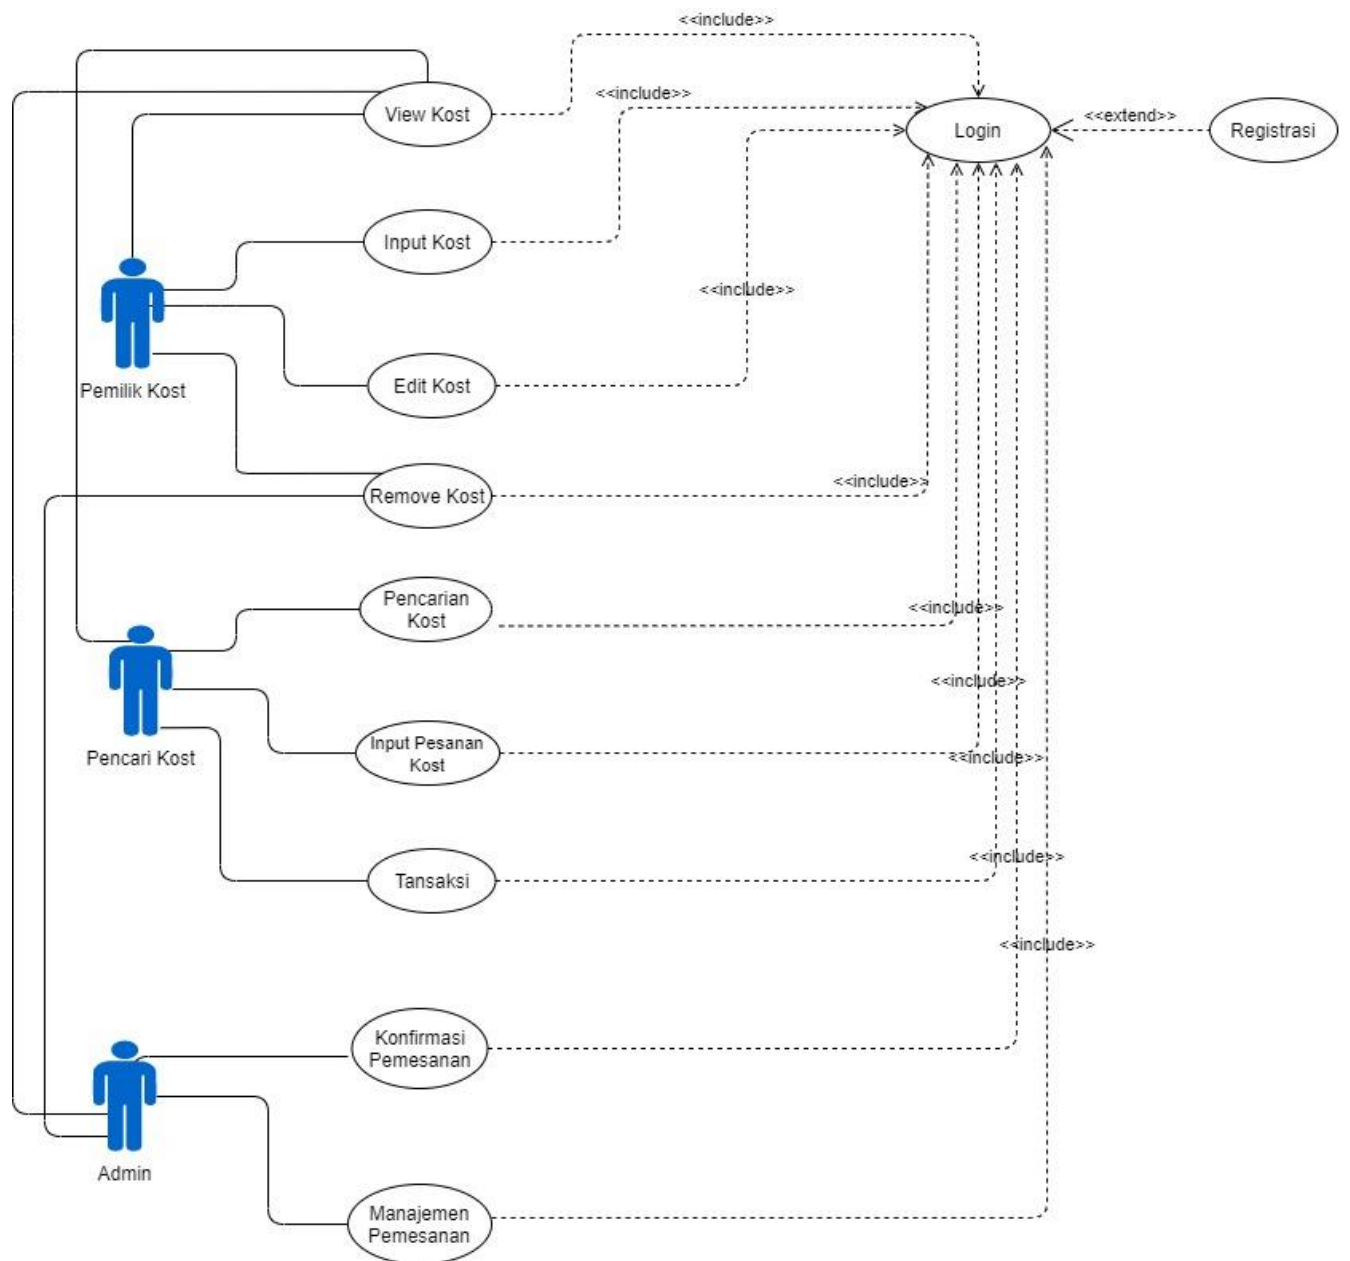 <<include>>
<<include>>
View Kost
Login
<<extend>>
Registrasi
Input Kost
<<include>>
Pemilik Kost
Edit Kost
Remove Kost
<<include>>
Pencarian
Kost
<<include>>
<<include>>
Pencari Kost
Input Pesanan
Kost
<<include>>
Tansaksi
<<include>>
<<include>>
Konfirmasi
Pemesanan
Admin
Manajemen
Pemesanan